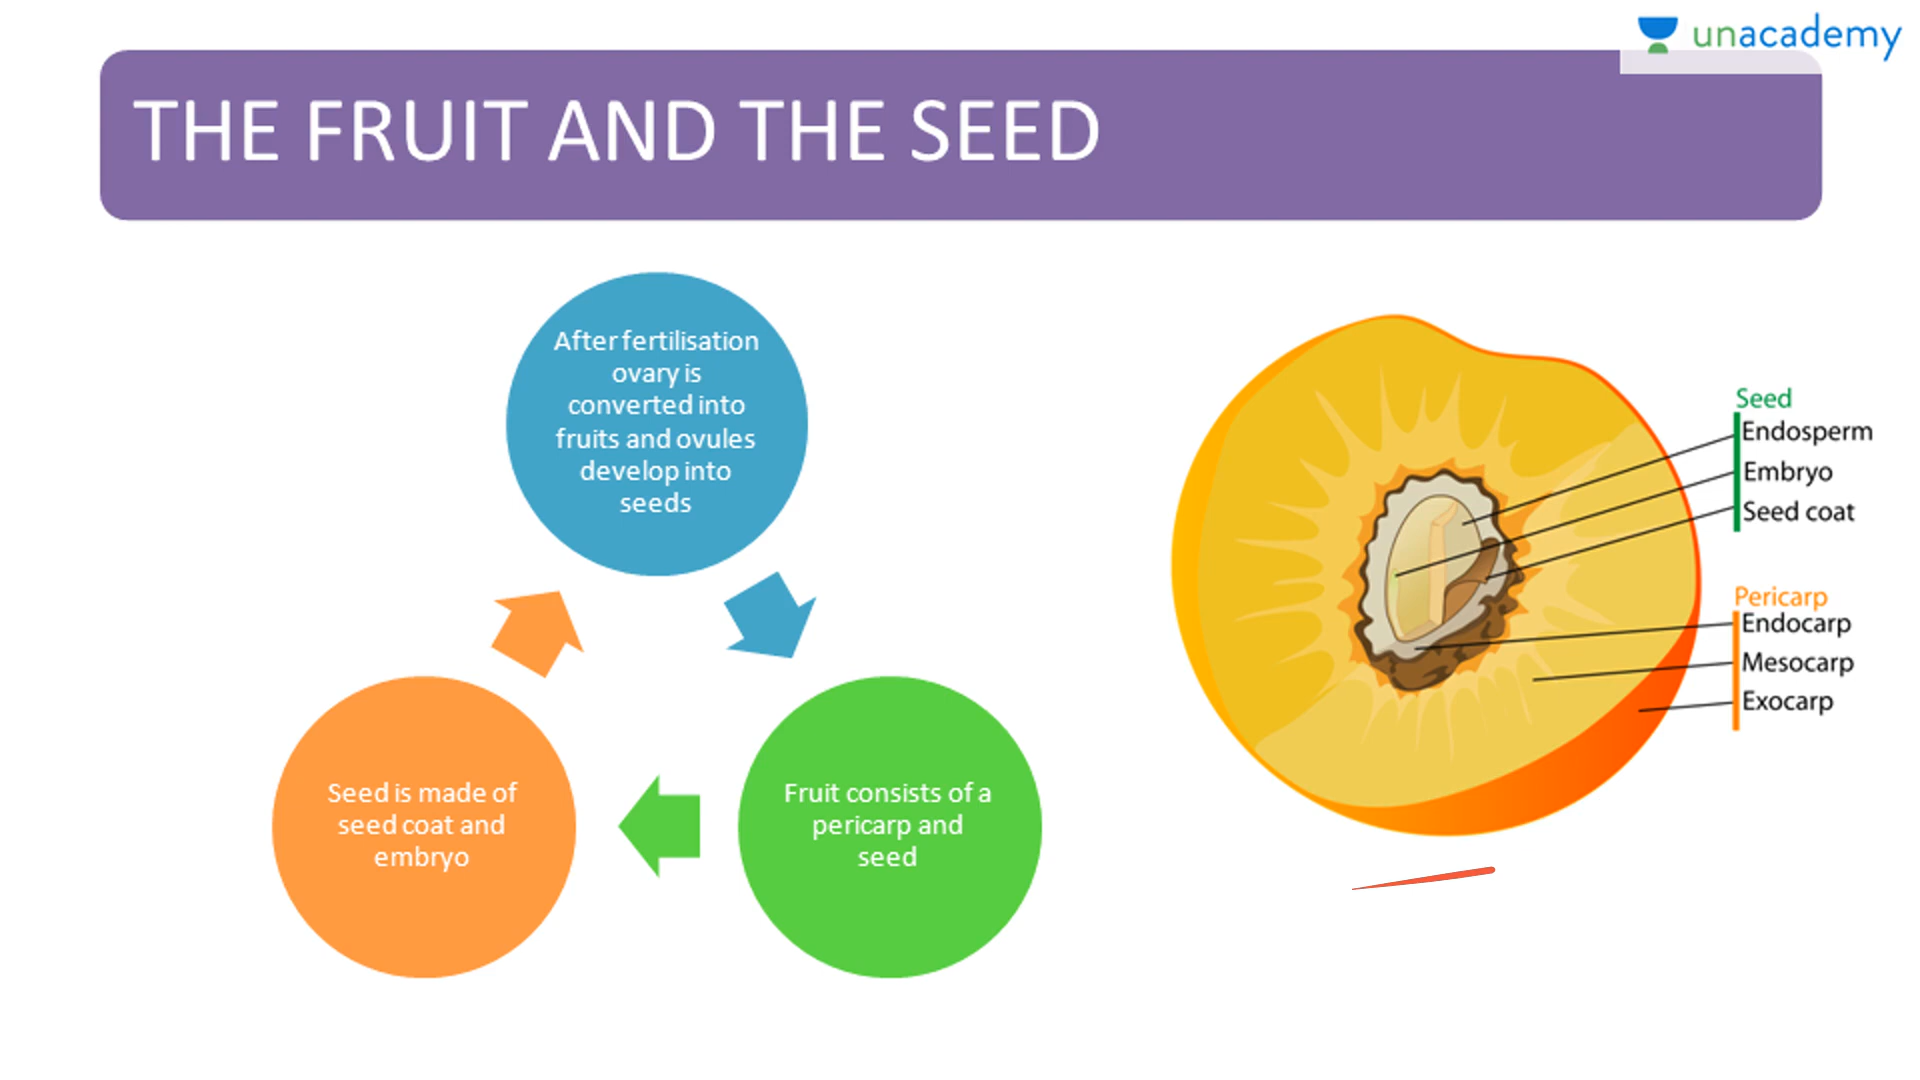 unacademy
THE FRUIT AND THE SEED
After fertilisation
ovary is
converted into
fruits and ovules
develop into
seeds
Seed is made of
seed coat and
embryo
Fruit consists of a
pericarp and
seed
Seed
Endosperm
Embryo
Seed coat
Pericarp
Endocarp
Mesocarp
Exocarp